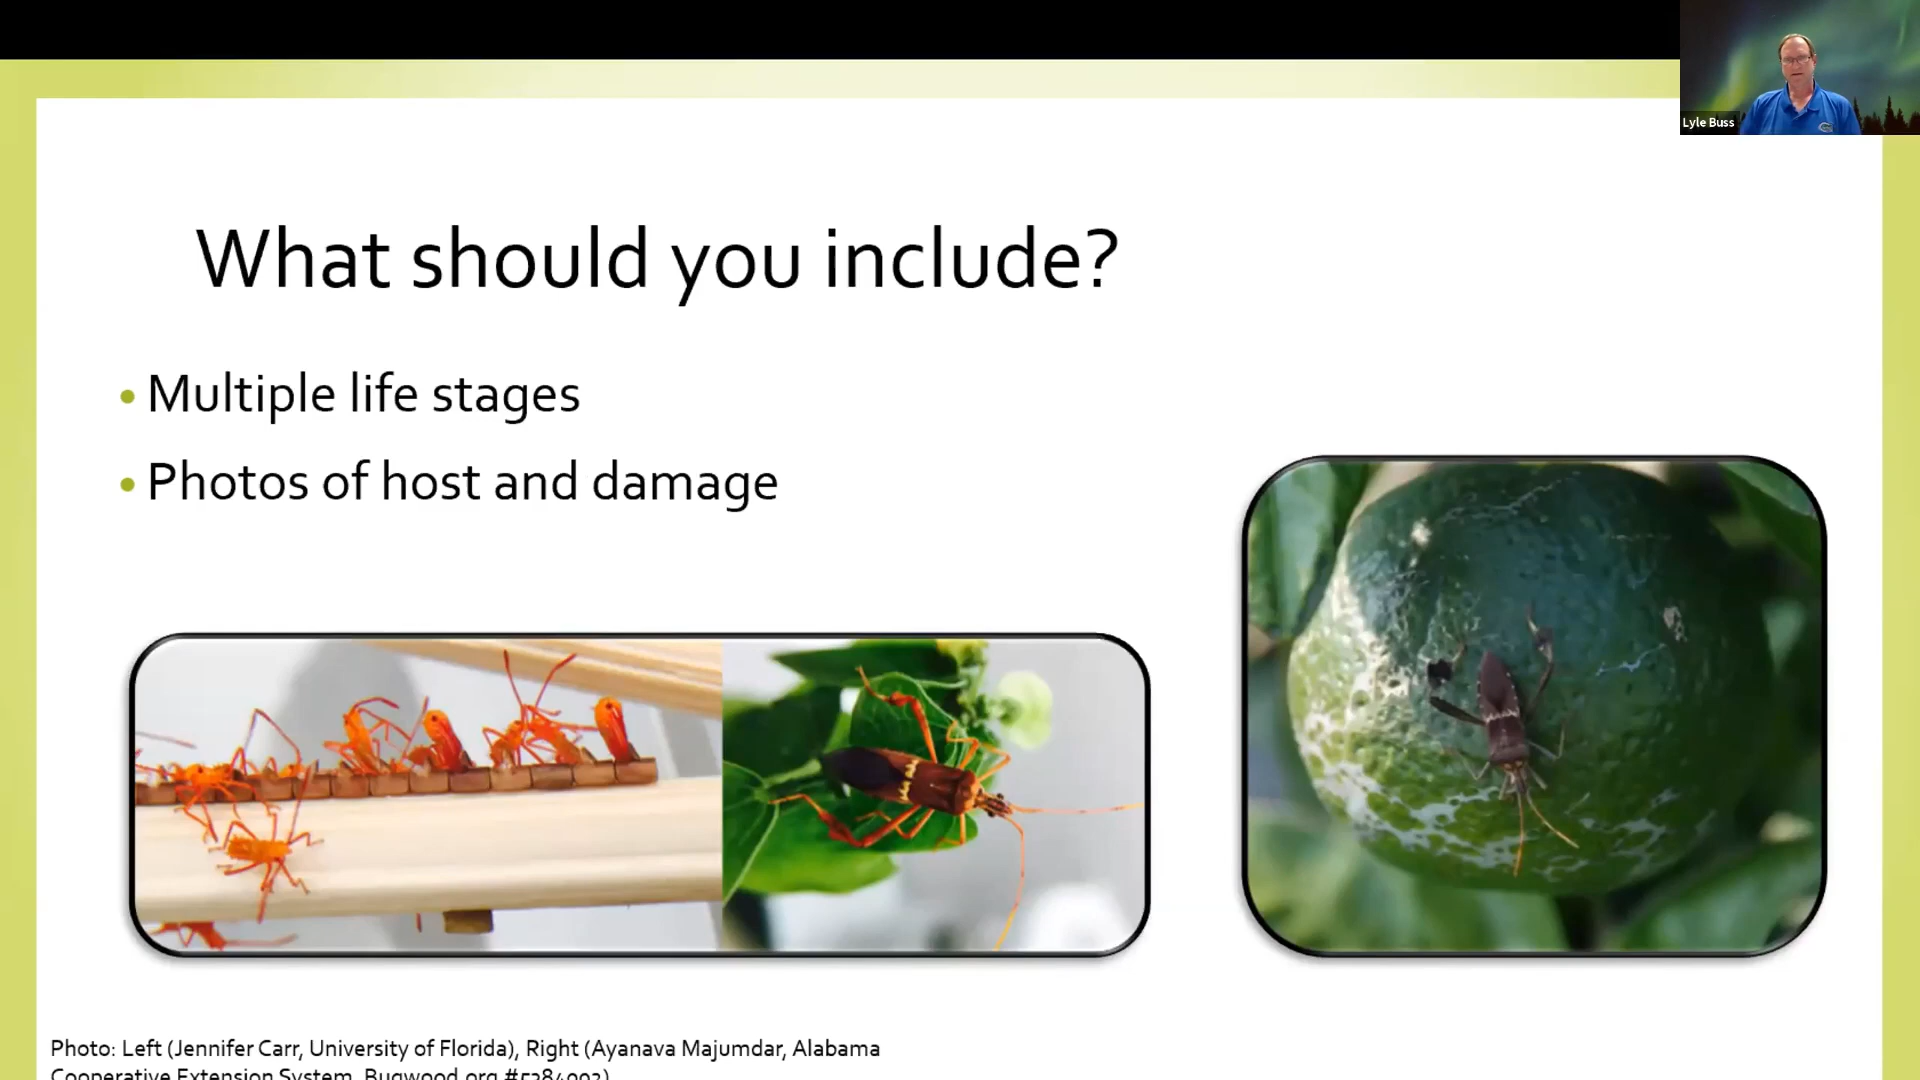 Lyle Buss
What should you include?
• Multiple life stages
• Photos of host and damage
Photo: Left (Jennifer Carr, University of Florida), Right (Ayanava Majumdar, Alabama
Cooperative Extension System, Bugwood.org